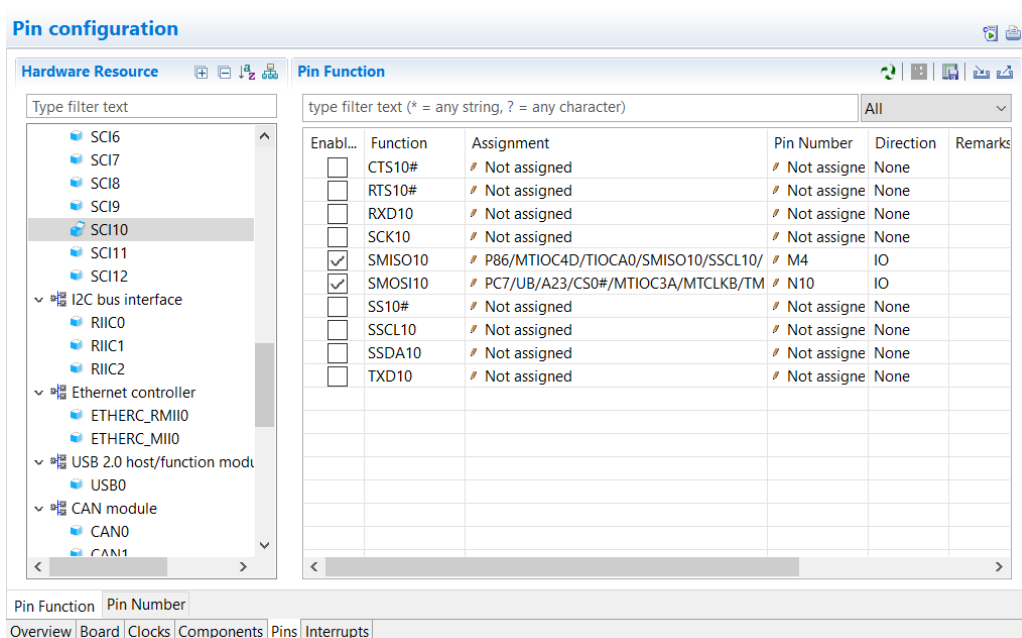 Pin configuration
Hardware Resource
Type filter text
SCI6
SCI7
SCI8
SCI9
SCI10
SCI11
SCI12
I2C bus interface
RIIC0
RIIC1
RIIC2
Ethernet controller
ETHERC_RMII0
ETHERC_MII0
USB 2.0 host/function modu
USB0
CAN module
CAN0
CAN1
Pin Function
type filter text (* = any string, ? = any character) All
Enabl... Function Assignment Pin Number Direction Remarks
CTS10# Not assigned Not assigne None
RTS10# Not assigned Not assigne None
RXD10 Not assigned Not assigne None
SCK10 Not assigned Not assigne None
SMISO10 P86/MTIOC4D/TIOCA0/SMISO10/SSCL10/ M4 IO
SMOSI10 PC7/UB/A23/CS0#/MTIOC3A/MTCLKB/TM N10 IO
SS10# Not assigned Not assigne None
SSCL10 Not assigned Not assigne None
SSDA10 Not assigned Not assigne None
TXD10 Not assigned Not assigne None
Pin Function Pin Number
Overview Board Clocks Components Pins Interrupts